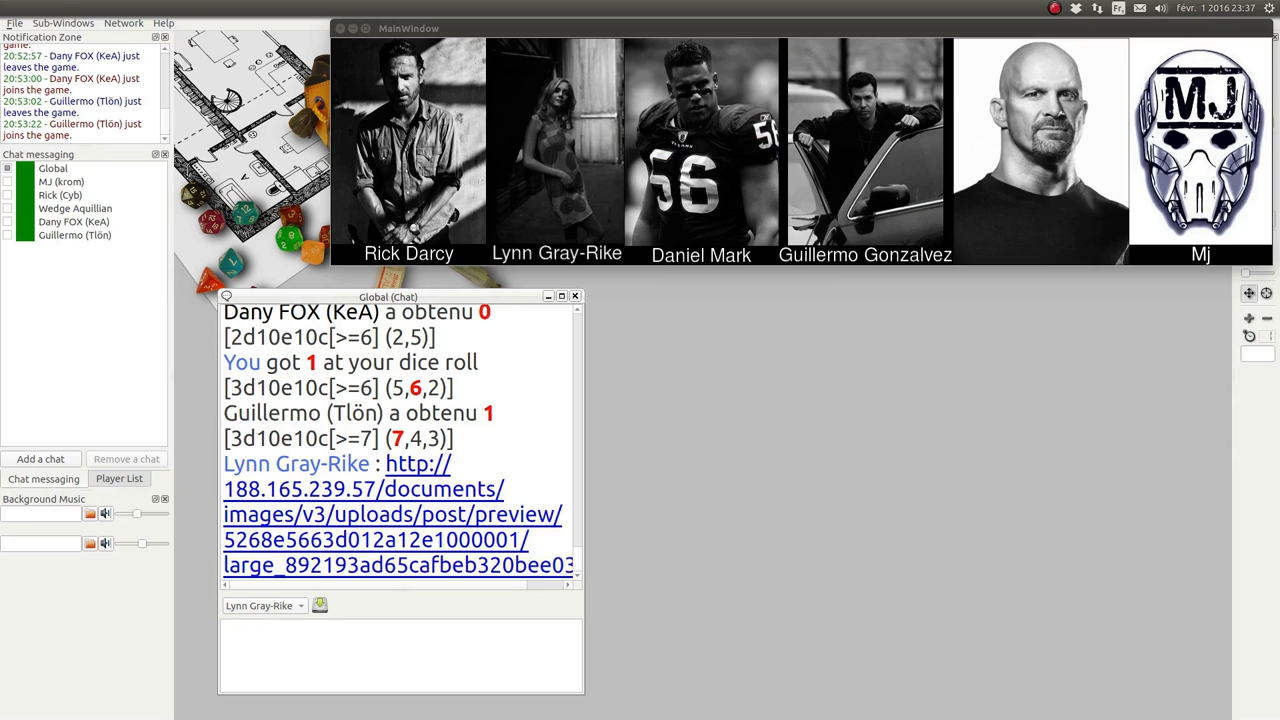 Fr
févr. 1 2016 23:37
File Sub-Windows Network Help
Notification Zone
game.
20:52:57 - Dany FOX (KeA) just
leaves the game.
20:53:00 - Dany FOX (KeA) just
joins the game.
20:53:02 - Guillermo (Tlön) just
leaves the game.
20:53:22 - Guillermo (Tlön) just
joins the game.
Chat messaging
Global
MJ (krom)
Rick (Cyb)
Wedge Aquillian
Dany FOX (KeA)
Guillermo (Tlön)
Add a chat
Remove a chat
Chat messaging
Player List
Background Music
MainWindow
56
56
MJ
Rick Darcy
Lynn Gray-Rike
Daniel Mark
Guillermo Gonzalvez
Mj
Global (Chat)
Dany FOX (KeA) a obtenu 0
[2d10e10c[>=6] (2,5)]
You got 1 at your dice roll
[3d10e10c[>=6] (5,6,2)]
Guillermo (Tlön) a obtenu 1
[3d10e10c[>=7] (7,4,3)]
Lynn Gray-Rike : http://
188.165.239.57/documents/
images/v3/uploads/post/preview/
5268e5663d012a12e1000001/
large_892193ad65cafbeb320bee03
Lynn Gray-Rike